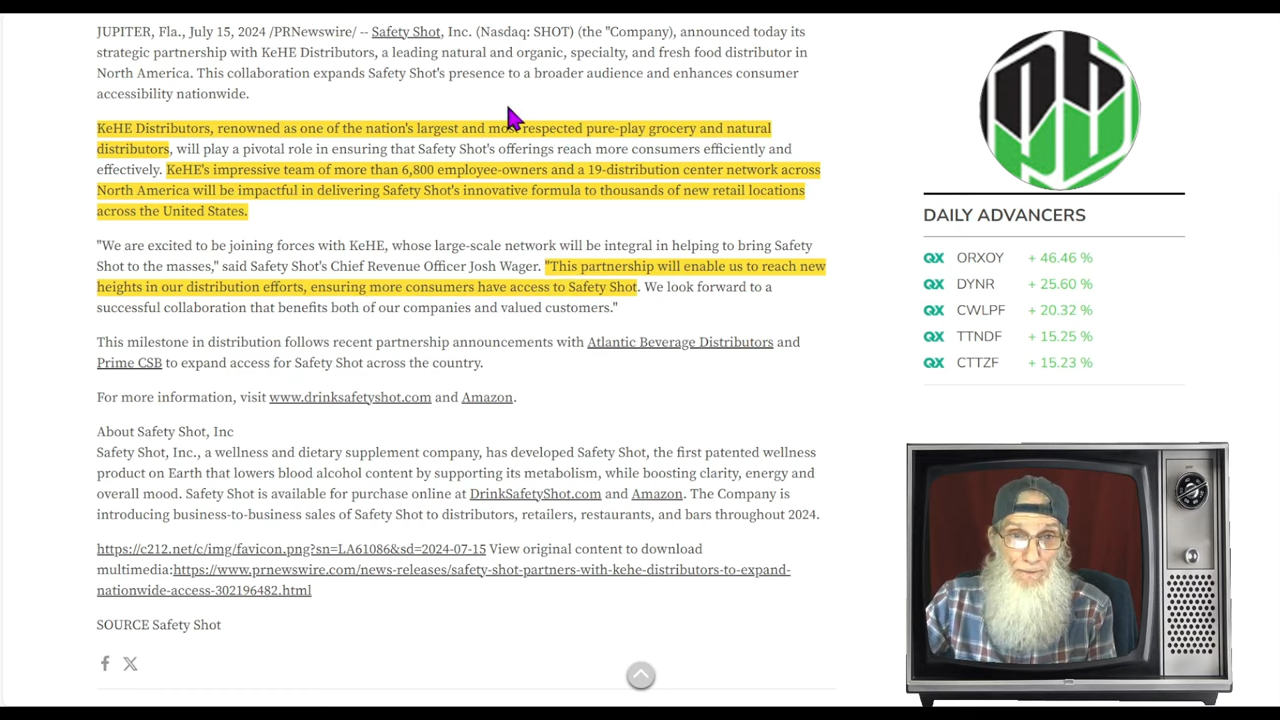 JUPITER, Fla., July 15, 2024 /PRNewswire/ -- Safety Shot, Inc. (Nasdaq: SHOT) (the "Company), announced today its
strategic partnership with KeHE Distributors, a leading natural and organic, specialty, and fresh food distributor in
North America. This collaboration expands Safety Shot's presence to a broader audience and enhances consumer
accessibility nationwide.
KeHE Distributors, renowned as one of the nation's largest and most respected pure-play grocery and natural
distributors, will play a pivotal role in ensuring that Safety Shot's offerings reach more consumers efficiently and
effectively. KeHE's impressive team of more than 6,800 employee-owners and a 19-distribution center network across
North America will be impactful in delivering Safety Shot's innovative formula to thousands of new retail locations
across the United States.
"We are excited to be joining forces with KeHE, whose large-scale network will be integral in helping to bring Safety
Shot to the masses," said Safety Shot's Chief Revenue Officer Josh Wager. "This partnership will enable us to reach new
heights in our distribution efforts, ensuring more consumers have access to Safety Shot. We look forward to a
successful collaboration that benefits both of our companies and valued customers."
This milestone in distribution follows recent partnership announcements with Atlantic Beverage Distributors and
Prime CSB to expand access for Safety Shot across the country.
For more information, visit www.drinksafetyshot.com and Amazon.
About Safety Shot, Inc
Safety Shot, Inc., a wellness and dietary supplement company, has developed Safety Shot, the first patented wellness
product on Earth that lowers blood alcohol content by supporting its metabolism, while boosting clarity, energy and
overall mood. Safety Shot is available for purchase online at DrinkSafetyShot.com and Amazon. The Company is
introducing business-to-business sales of Safety Shot to distributors, retailers, restaurants, and bars throughout 2024.
https://c212.net/c/img/favicon.png?sn=LA61086&sd=2024-07-15 View original content to download
multimedia:https://www.prnewswire.com/news-releases/safety-shot-partners-with-kehe-distributors-to-expand-
nationwide-access-302196482.html
SOURCE Safety Shot
DAILY ADVANCERS
QX ORXOY + 46.46 %
QX DYNR + 25.60 %
QX CWLPF + 20.32 %
QX TTNDF + 15.25 %
QX CTTZF + 15.23 %